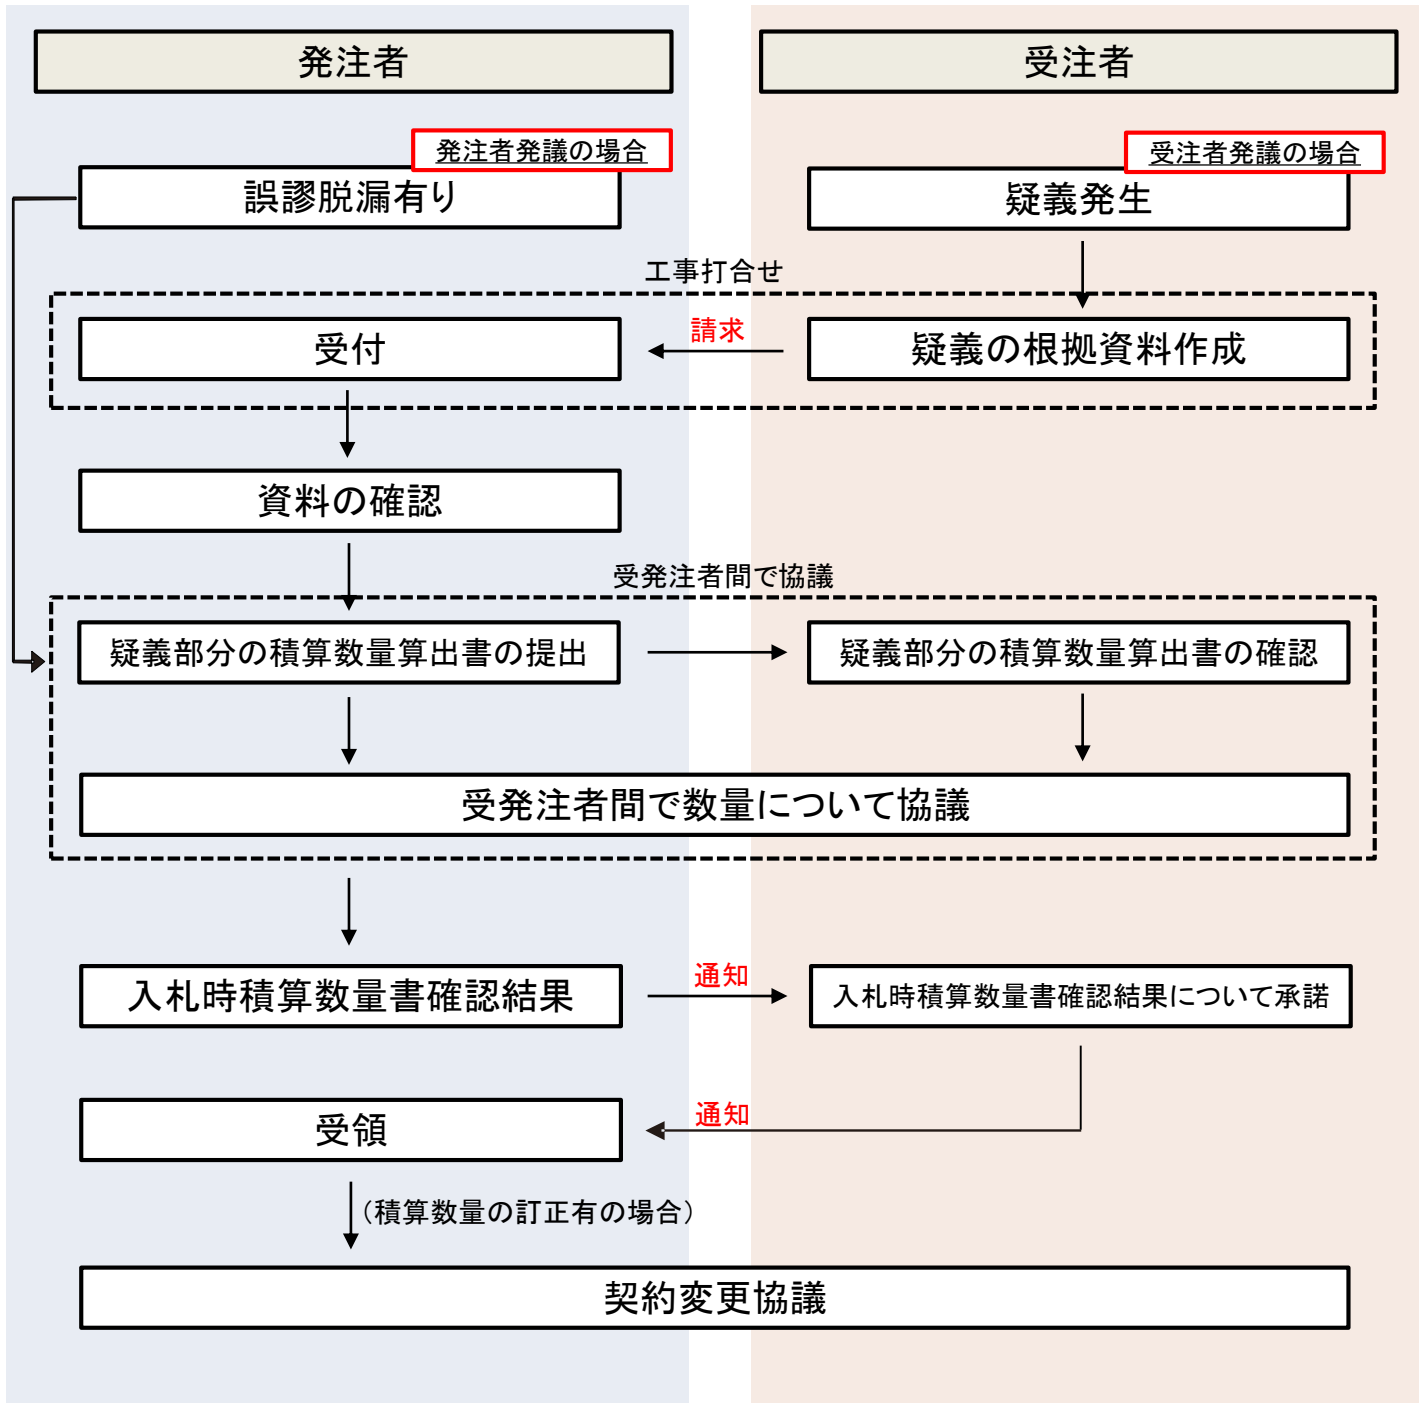 発注者
受注者
発注者発議の場合
受注者発議の場合
誤謬脱漏有り
疑義発生
工事打合せ
受付
請求
疑義の根拠資料作成
資料の確認
受発注者間で協議
疑義部分の積算数量算出書の提出
疑義部分の積算数量算出書の確認
受発注者間で数量について協議
入札時積算数量書確認結果
通知
入札時積算数量書確認結果について承諾
受領
通知
（積算数量の訂正有の場合）
契約変更協議